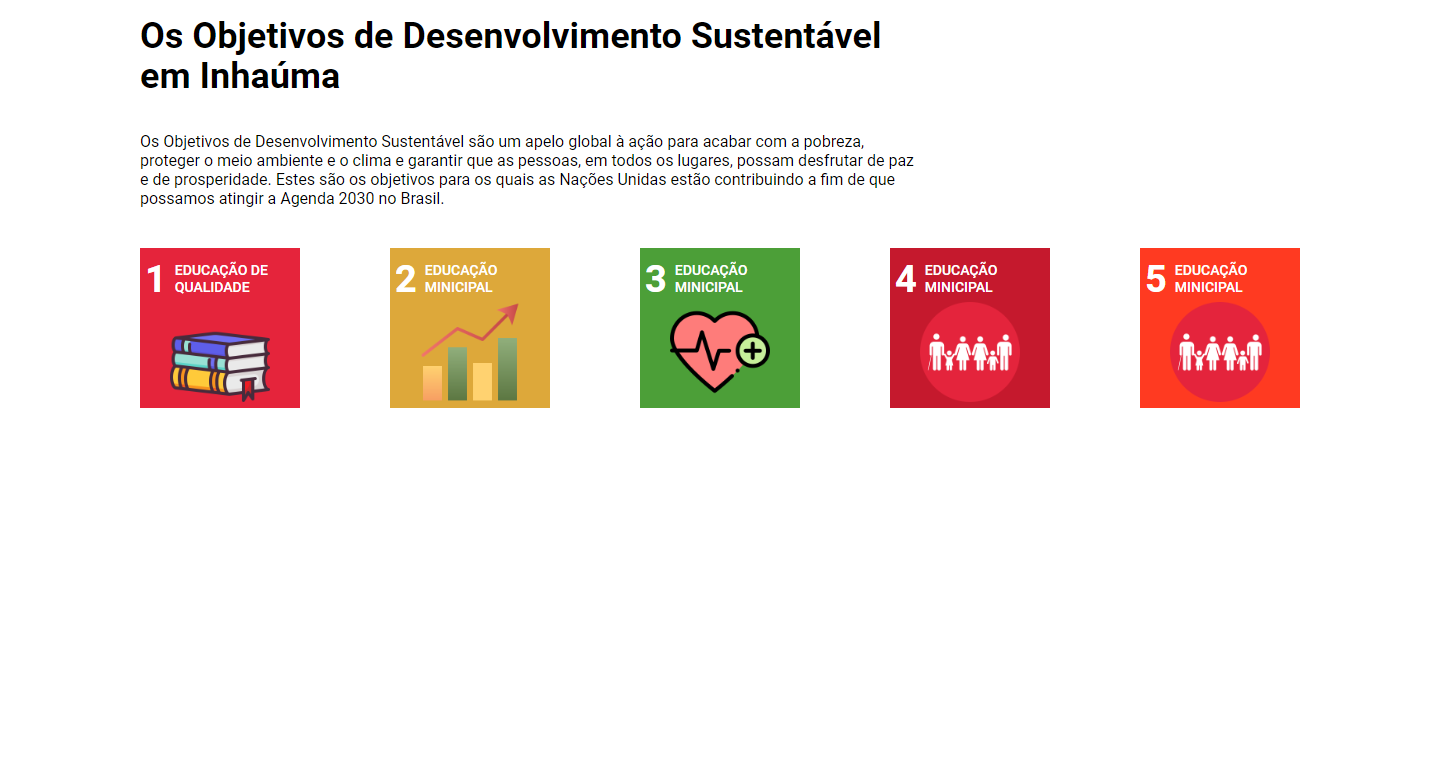 Os Objetivos de Desenvolvimento Sustentável
em Inhaúma
Os Objetivos de Desenvolvimento Sustentável são um apelo global à ação para acabar com a pobreza,
proteger o meio ambiente e o clima e garantir que as pessoas, em todos os lugares, possam desfrutar de paz
e de prosperidade. Estes são os objetivos para os quais as Nações Unidas estão contribuindo a fim de que
possamos atingir a Agenda 2030 no Brasil.
1 EDUCAÇÃO DE
QUALIDADE
2 EDUCAÇÃO
MINICIPAL
3 EDUCAÇÃO
MINICIPAL
4 EDUCAÇÃO
MINICIPAL
5 EDUCAÇÃO
MINICIPAL